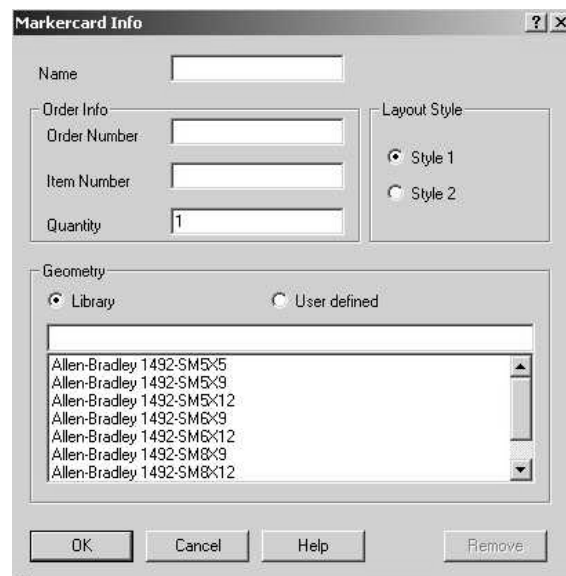 Markercard Info
Name
Order Info
Order Number
Item Number
Quantity 1
Layout Style
Style 1
Style 2
Geometry
Library User defined
Allen-Bradley 1492-SM5X5
Allen-Bradley 1492-SM5X9
Allen-Bradley 1492-SM5X12
Allen-Bradley 1492-SM6X9
Allen-Bradley 1492-SM6X12
Allen-Bradley 1492-SM8X9
Allen-Bradley 1492-SM8X12
OK Cancel Help Remove